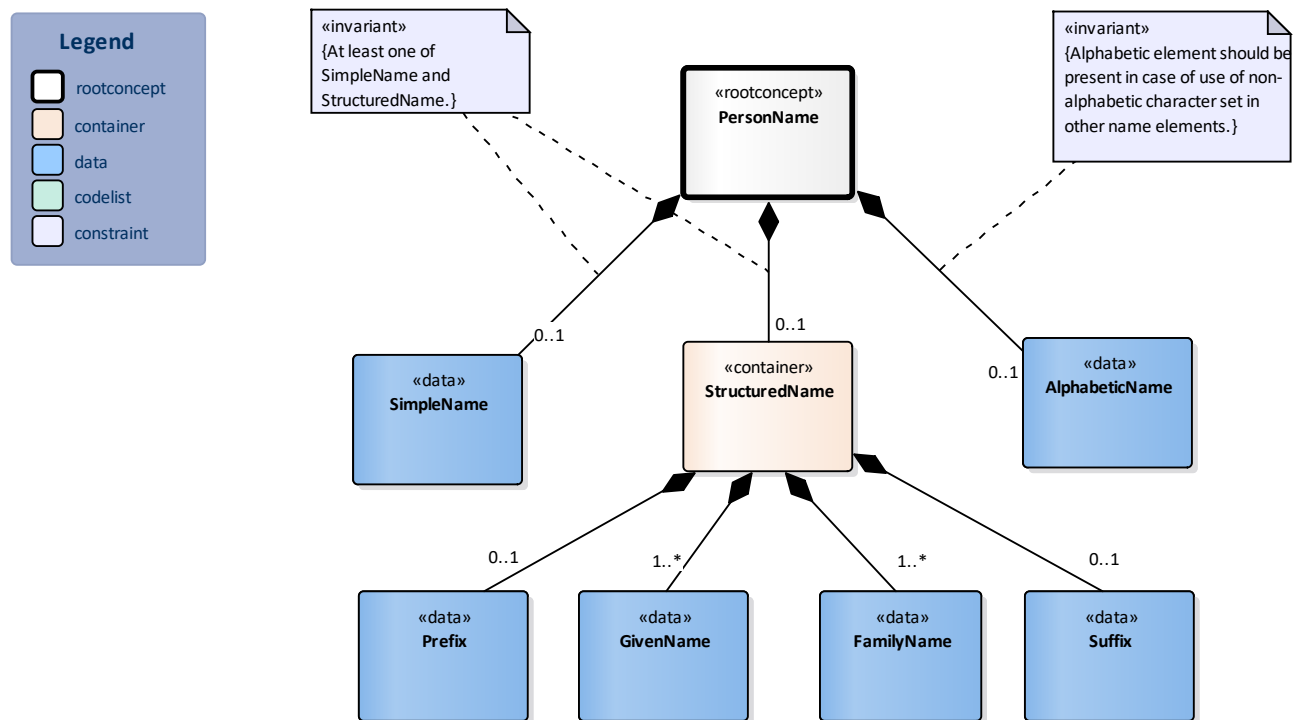 Legend
rootconcept
container
data
codelist
constraint
«invariant»
{At least one of
SimpleName and
StructuredName.}
«invariant»
{Alphabetic element should be
present in case of use of non-
alphabetic character set in
other name elements.}
«rootconcept»
PersonName
0..1
0..1
0..1
«data»
SimpleName
«container»
StructuredName
«data»
AlphabeticName
0..1
1..*
1..*
0..1
«data»
Prefix
«data»
GivenName
«data»
FamilyName
«data»
Suffix